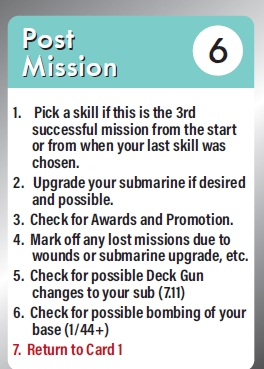 Post
Mission
6
1. Pick a skill if this is the 3rd
successful mission from the start
or from when your last skill was
chosen.
2. Upgrade your submarine if desired
and possible.
3. Check for Awards and Promotion.
4. Mark off any lost missions due to
wounds or submarine upgrade, etc.
5. Check for possible Deck Gun
changes to your sub (7.11)
6. Check for possible bombing of your
base (1/44+)
7. Return to Card 1